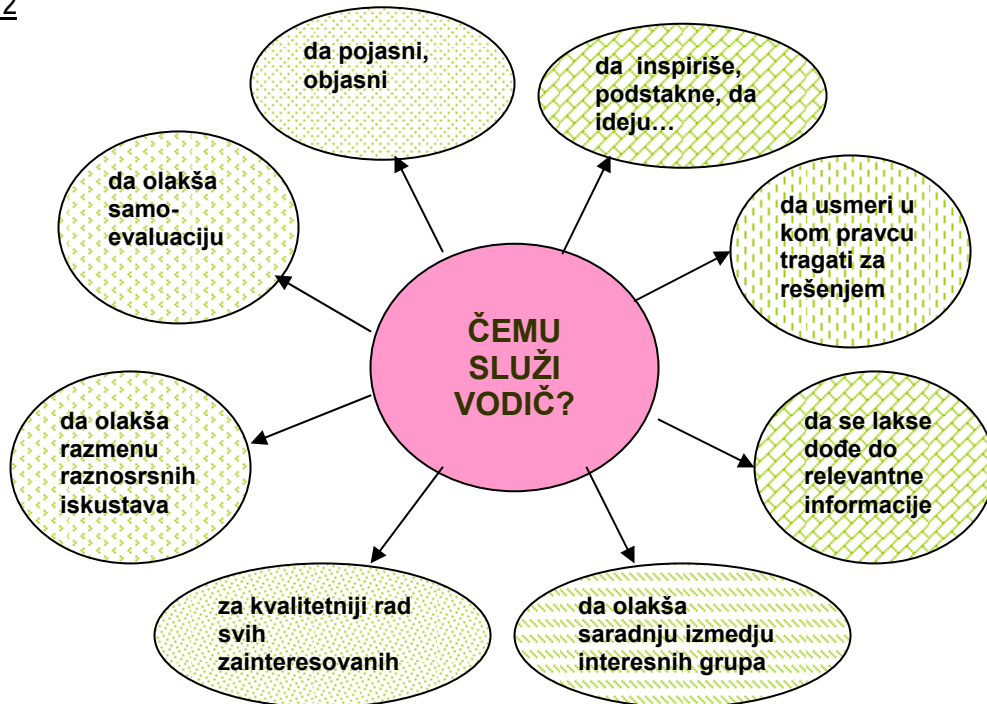 2
da pojasni,
objasni
da inspiriše,
podstakne, da
ideju…
da olakša
samo-
evaluaciju
da usmeri u
kom pravcu
tragati za
rešenjem
ČEMU
SLUŽI
VODIČ?
da olakša
razmenu
raznosrsnih
iskustava
da se lakse
dođe do
relevantne
informacije
za kvalitetniji rad
svih
zainteresovanih
da olakša
saradnju izmedju
interesnih grupa